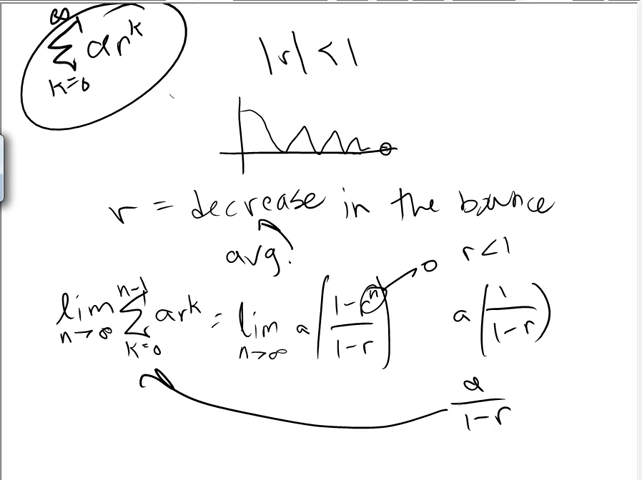 ∞
∑ ar^k
k=0
|r| < 1
r = decrease in the bounce
avg.
lim n→∞ ∑ k=0 n-1 ar^k = lim n→∞ a (1-r^n / 1-r) → 0 r<1
a (1 / 1-r)
a / 1-r